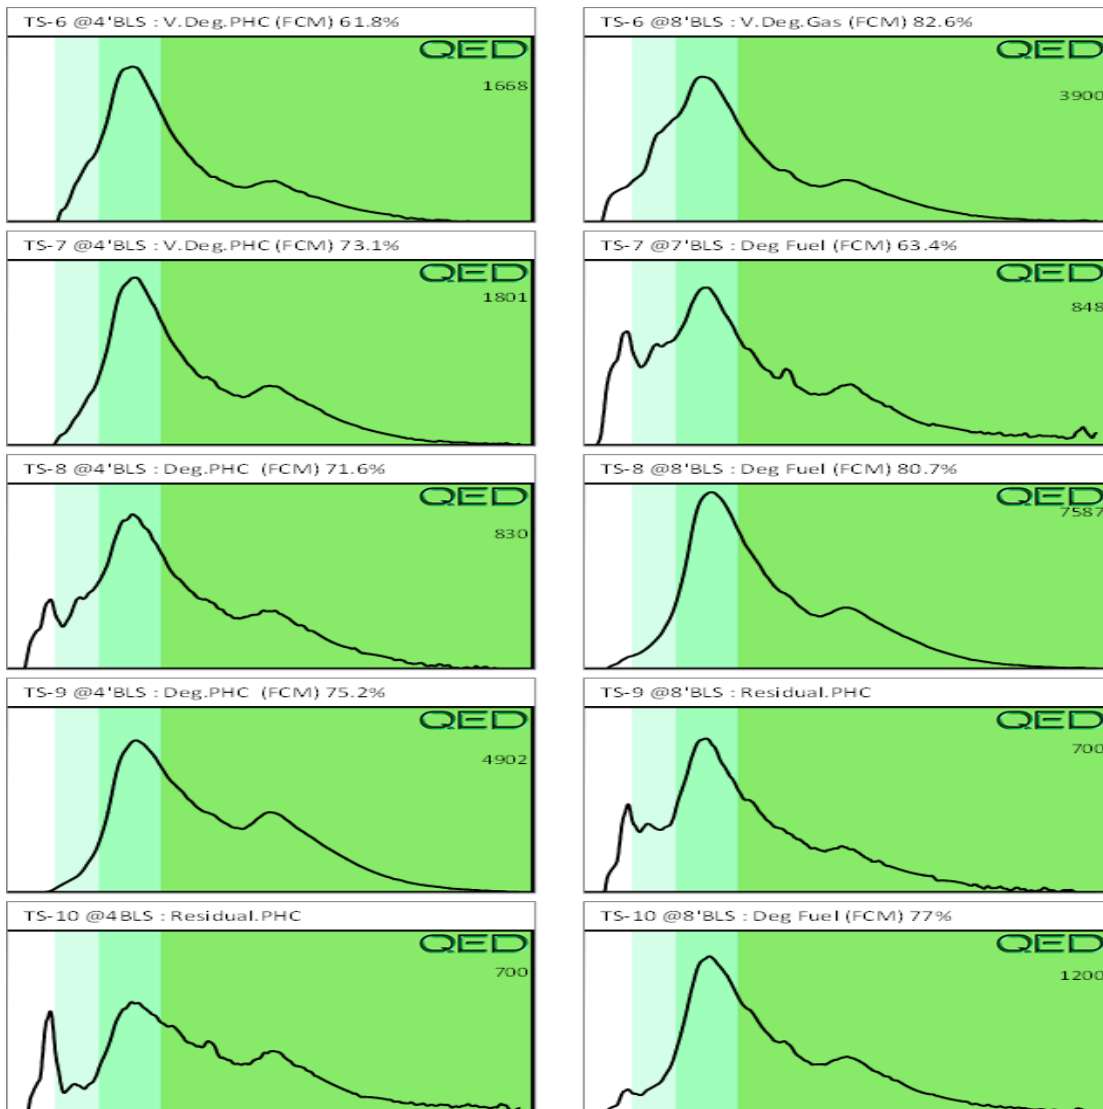 TS-6 @4'BLS : V.Deg.PHC (FCM) 61.8%
QED
1668
TS-6 @8'BLS : V.Deg.Gas (FCM) 82.6%
QED
3900
TS-7 @4'BLS : V.Deg.PHC (FCM) 73.1%
QED
1801
TS-7 @7'BLS : Deg Fuel (FCM) 63.4%
QED
848
TS-8 @4'BLS : Deg.PHC (FCM) 71.6%
QED
830
TS-8 @8'BLS : Deg Fuel (FCM) 80.7%
QED
7587
TS-9 @4'BLS : Deg.PHC (FCM) 75.2%
QED
4902
TS-9 @8'BLS : Residual.PHC
QED
700
TS-10 @4BLS : Residual.PHC
QED
700
TS-10 @8'BLS : Deg Fuel (FCM) 77%
QED
1200